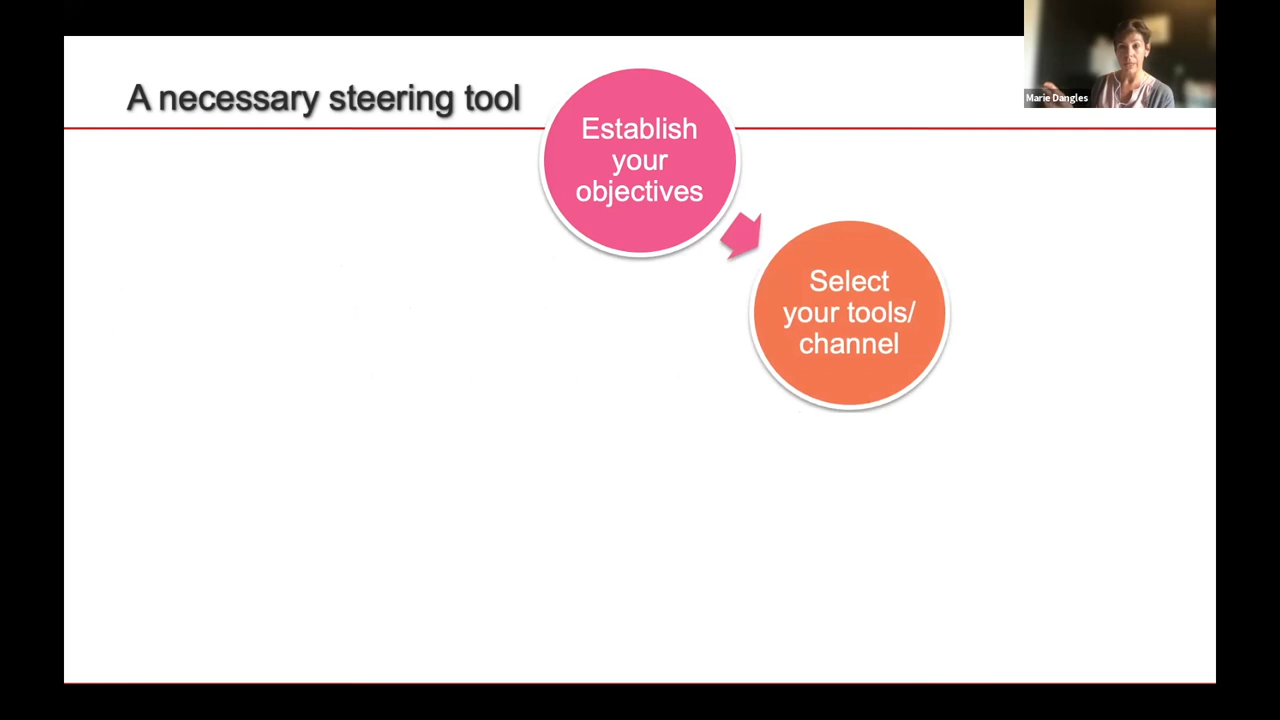 A necessary steering tool
Establish
your
objectives
Select
your tools/
channel
Marie Dangles